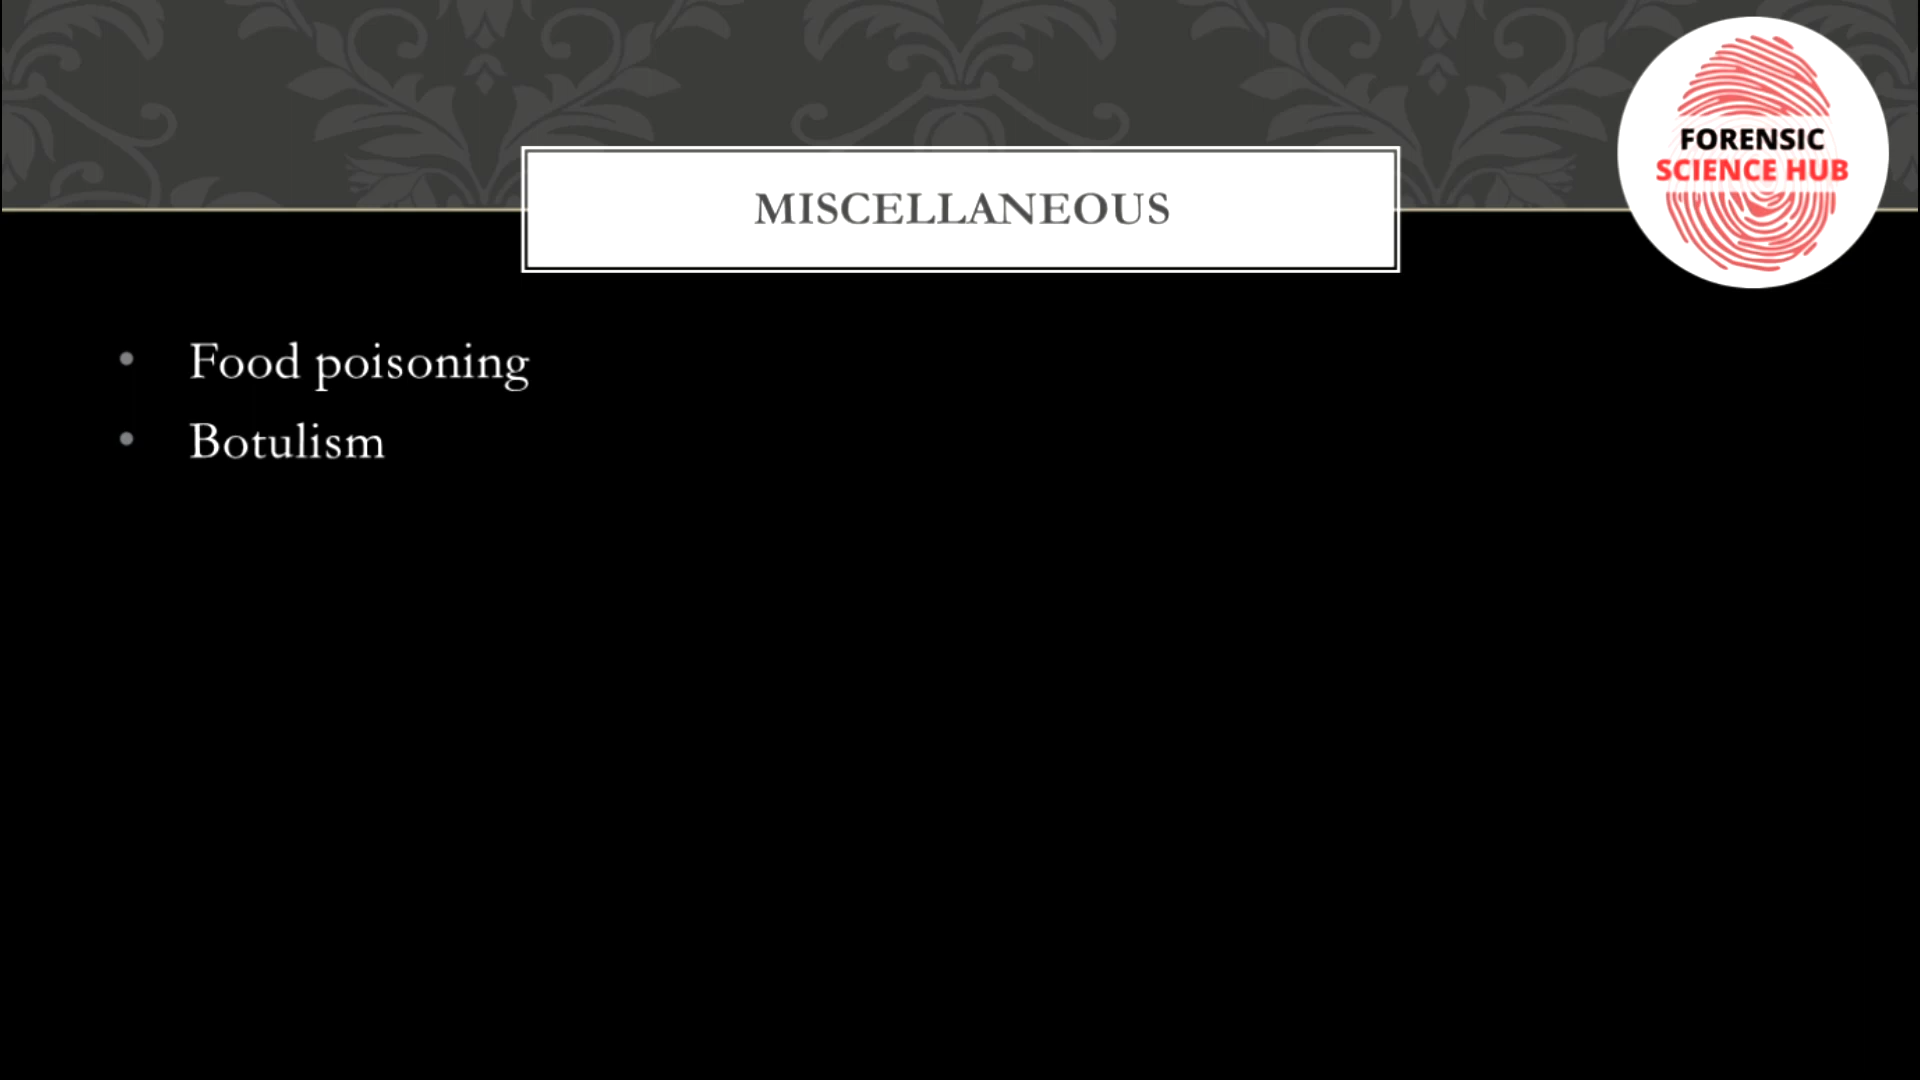 FORENSIC
SCIENCE HUB
MISCELLANEOUS
• Food poisoning
• Botulism